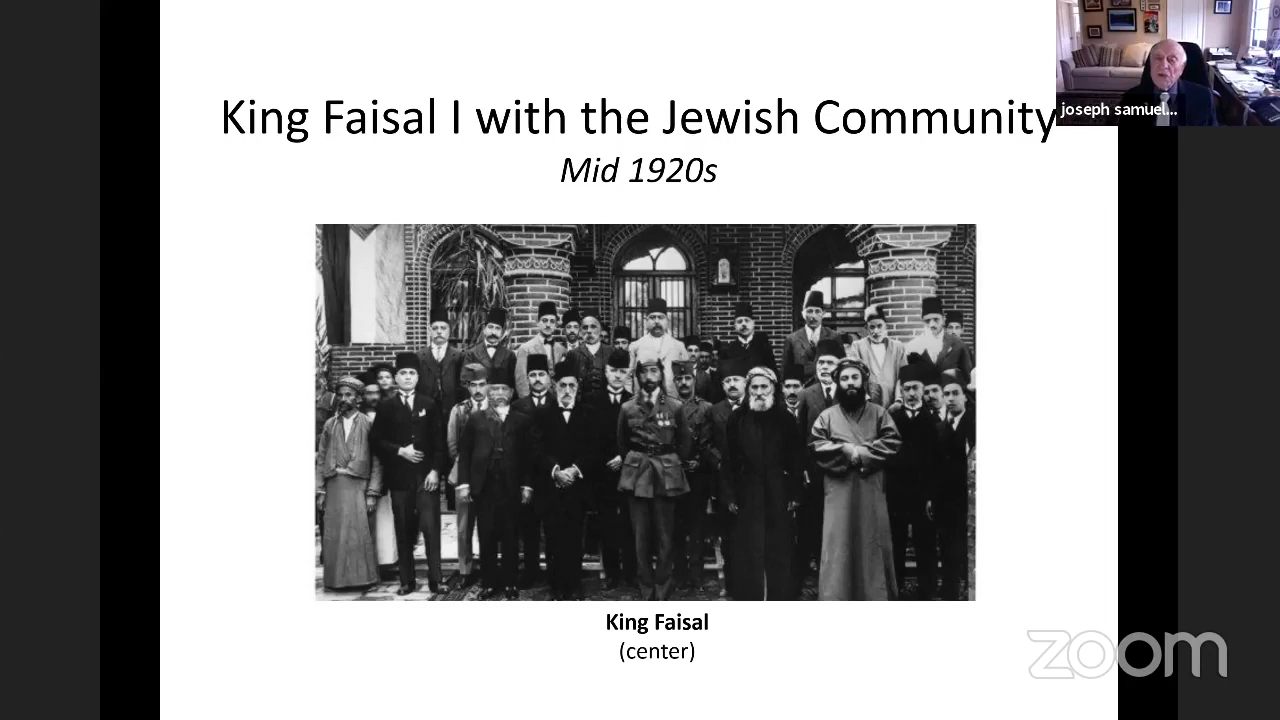 King Faisal I with the Jewish Community
Mid 1920s
joseph samuel...
King Faisal
(center)
zoom